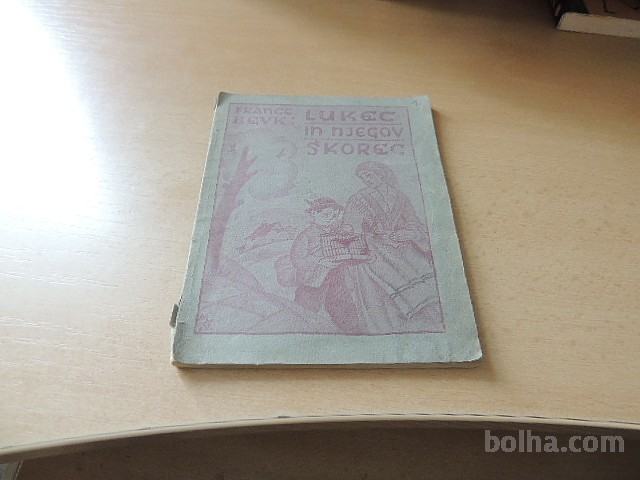 FRANCE BEVK: LUKEC
IN NJEGOV
ŠKOREC
bolha.com